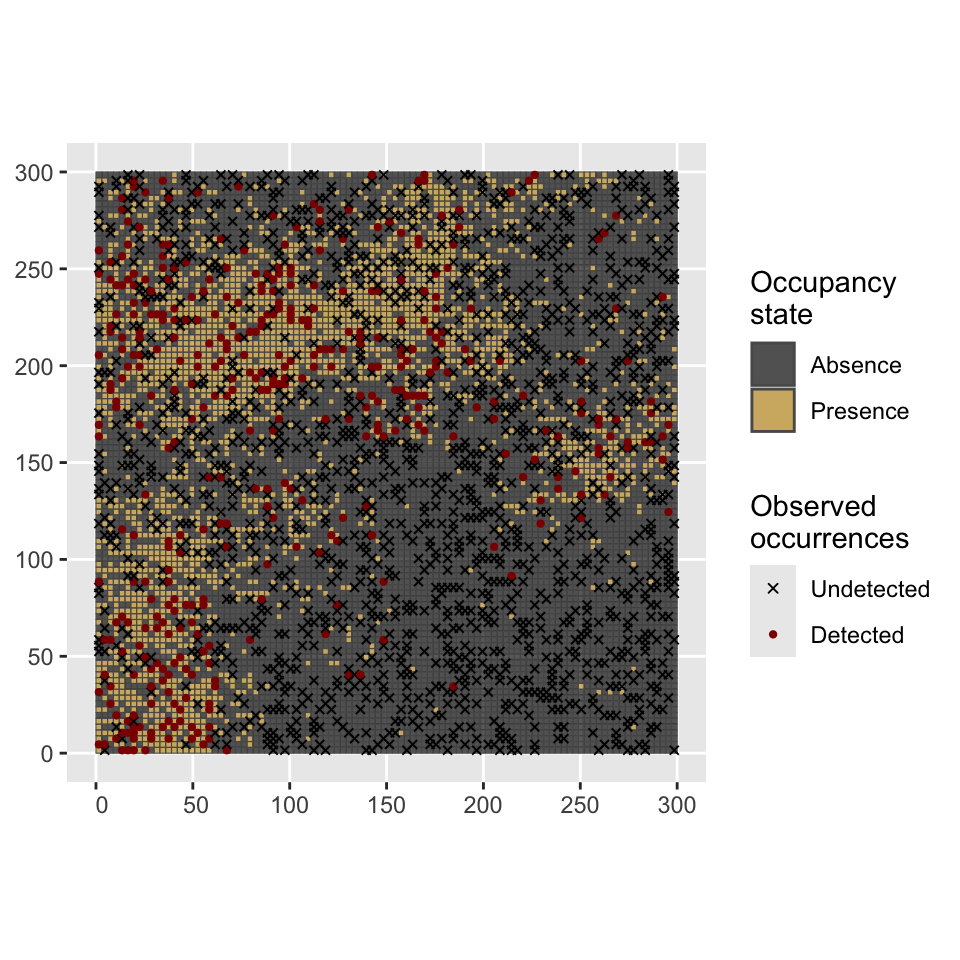 300
250
200
150
100
50
0
0 50 100 150 200 250 300
Occupancy
state
Absence
Presence
Observed
occurrences
Undetected
Detected